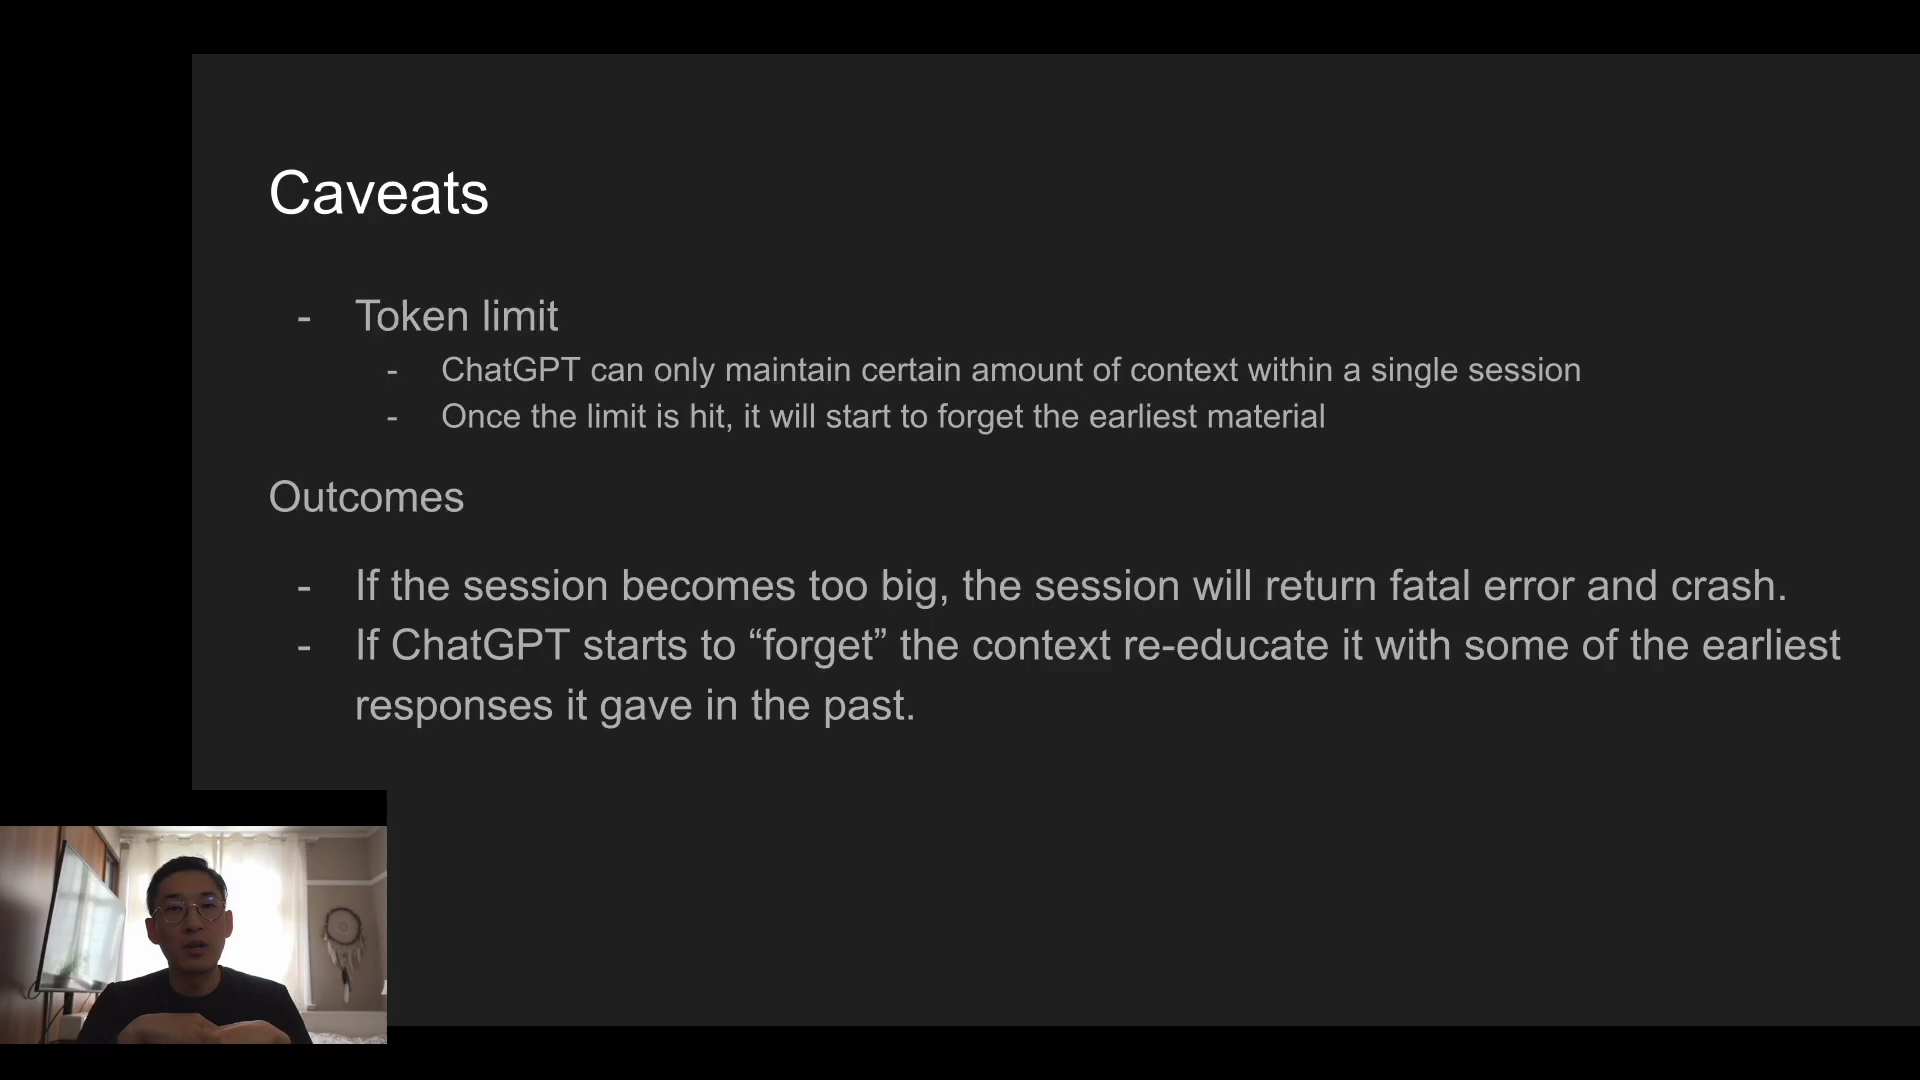 Caveats
- Token limit
- ChatGPT can only maintain certain amount of context within a single session
- Once the limit is hit, it will start to forget the earliest material
Outcomes
- If the session becomes too big, the session will return fatal error and crash.
- If ChatGPT starts to “forget” the context re-educate it with some of the earliest
responses it gave in the past.